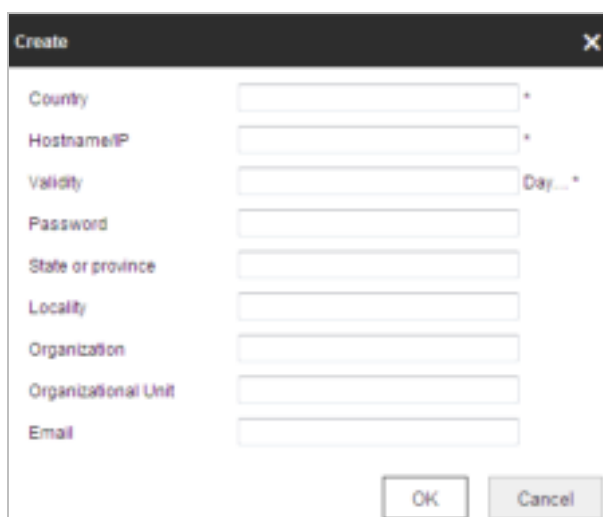 Create
Country *
Hostname/IP *
Validity Day... *
Password
State or province
Locality
Organization
Organizational Unit
Email
OK Cancel